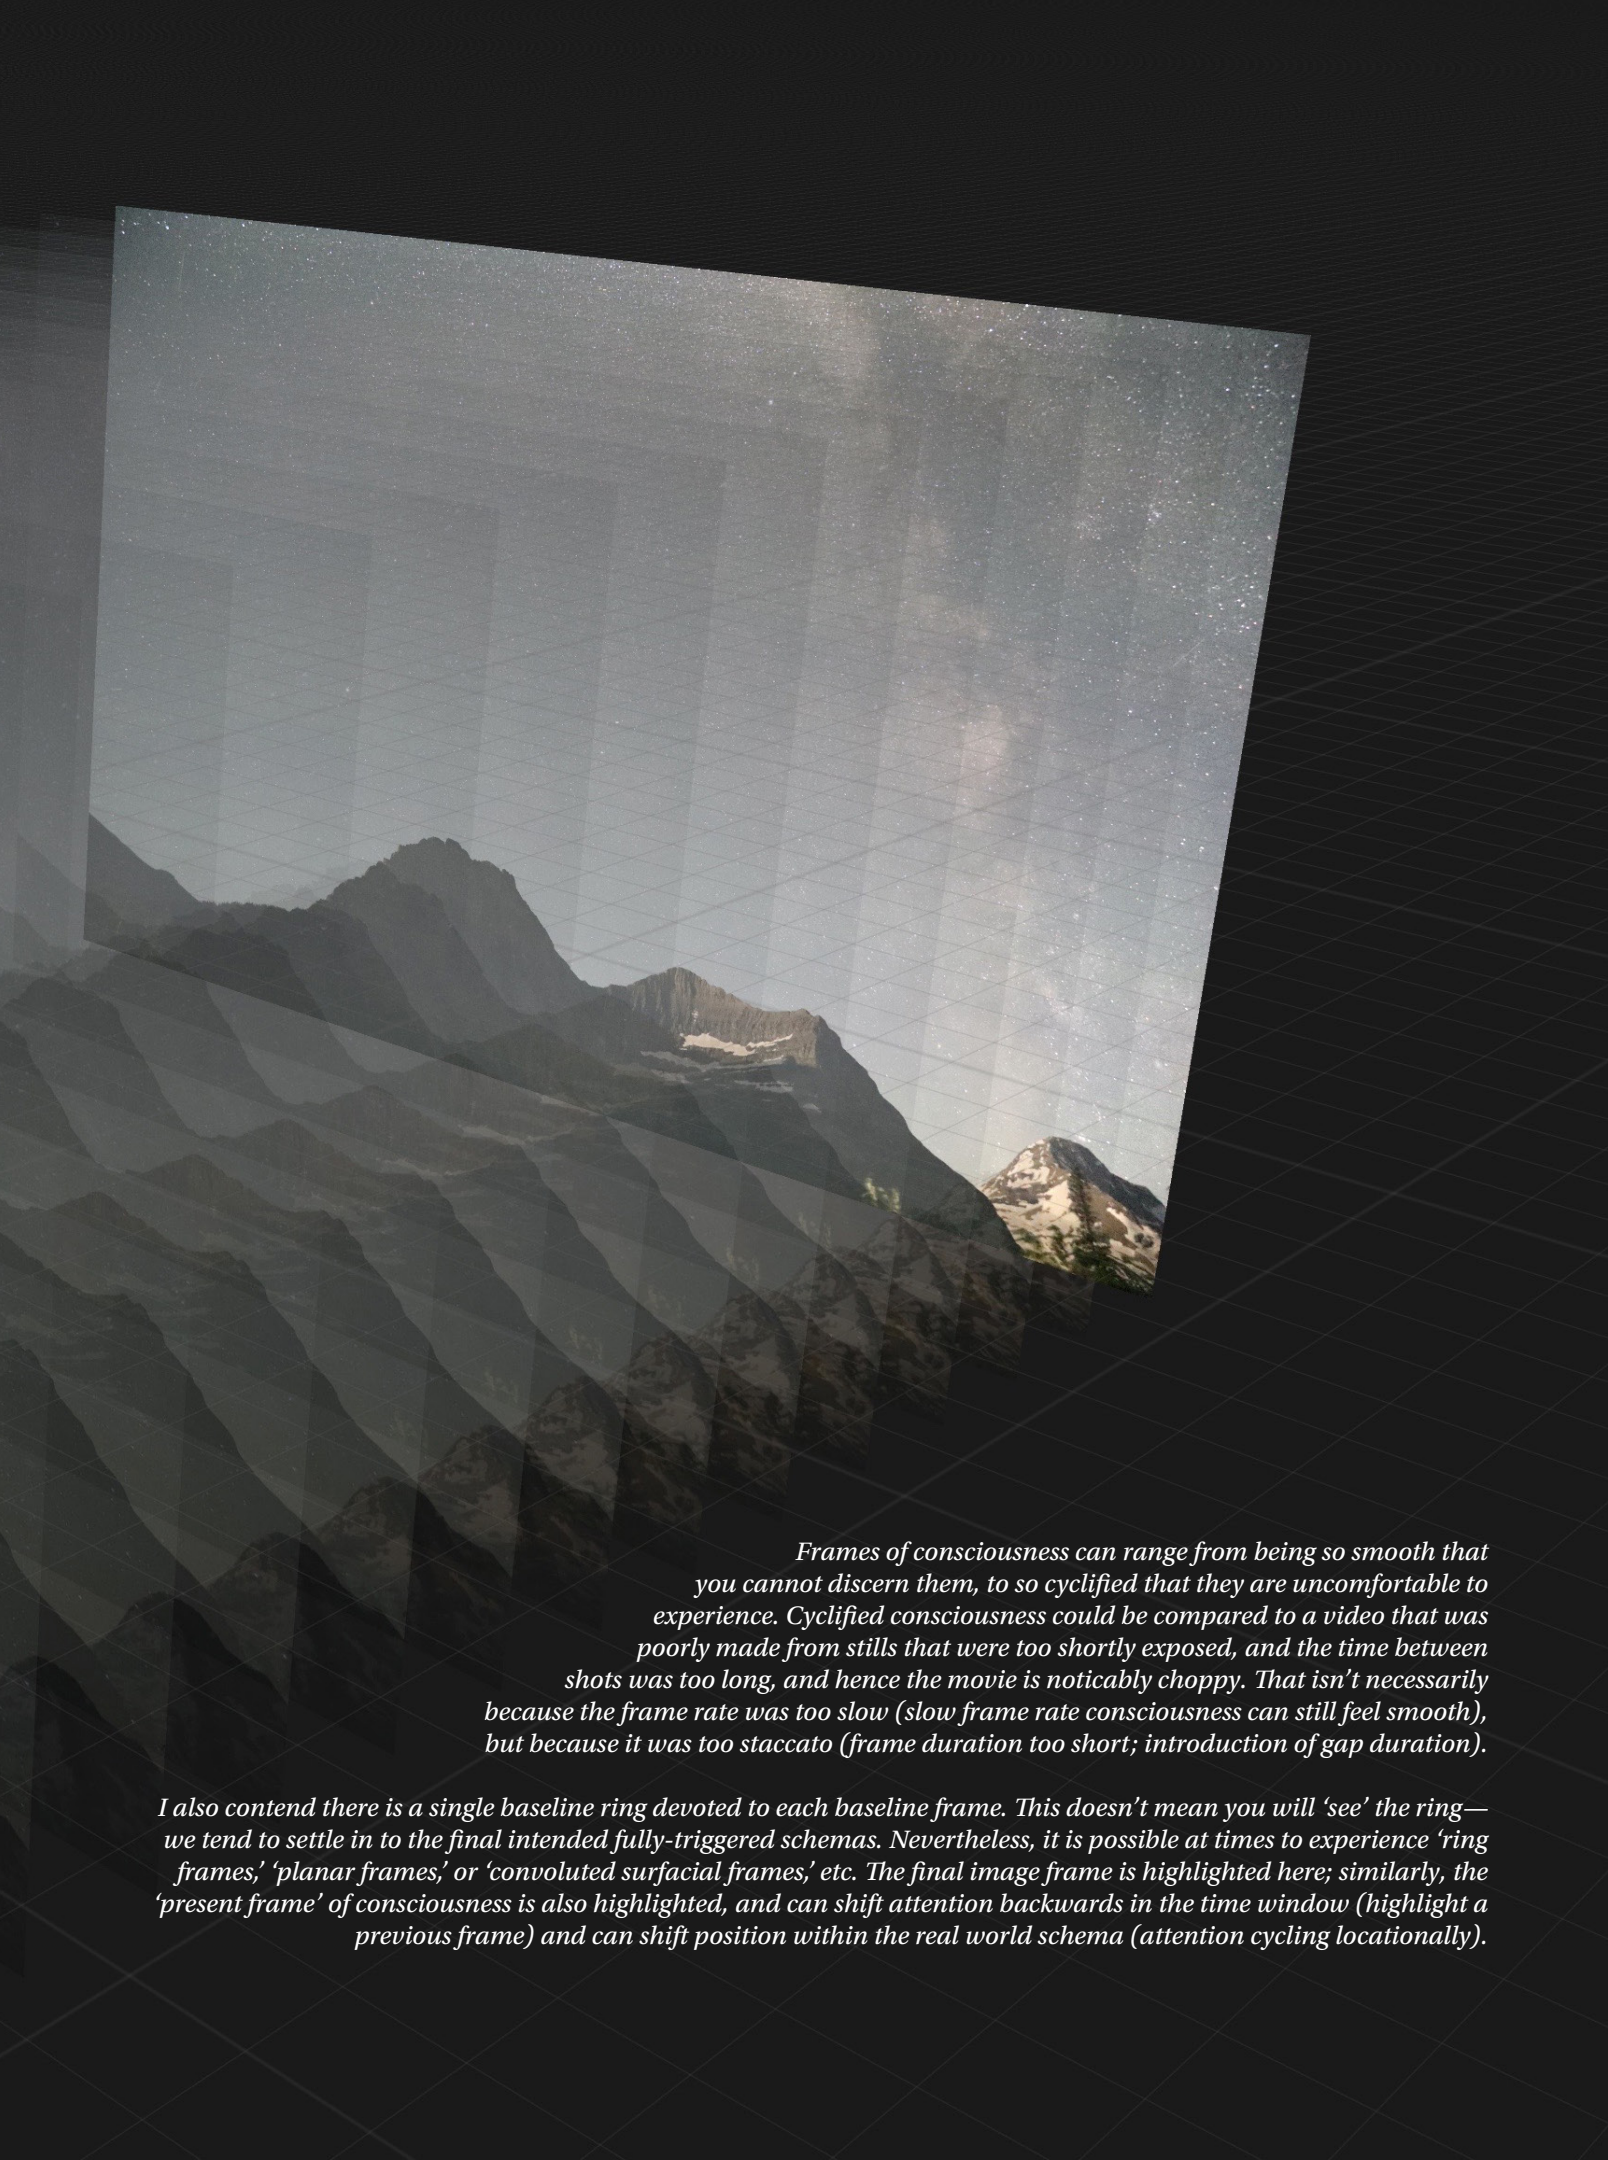 Frames of consciousness can range from being so smooth that
you cannot discern them, to so cyclified that they are uncomfortable to
experience. Cyclified consciousness could be compared to a video that was
poorly made from stills that were too shortly exposed, and the time between
shots was too long, and hence the movie is noticably choppy. That isn’t necessarily
because the frame rate was too slow (slow frame rate consciousness can still feel smooth),
but because it was too staccato (frame duration too short; introduction of gap duration).
I also contend there is a single baseline ring devoted to each baseline frame. This doesn’t mean you will ‘see’ the ring—
we tend to settle in to the final intended fully-triggered schemas. Nevertheless, it is possible at times to experience ‘ring
frames,’ ‘planar frames,’ or ‘convoluted surfacial frames,’ etc. The final image frame is highlighted here; similarly, the
‘present frame’ of consciousness is also highlighted, and can shift attention backwards in the time window (highlight a
previous frame) and can shift position within the real world schema (attention cycling locationally).